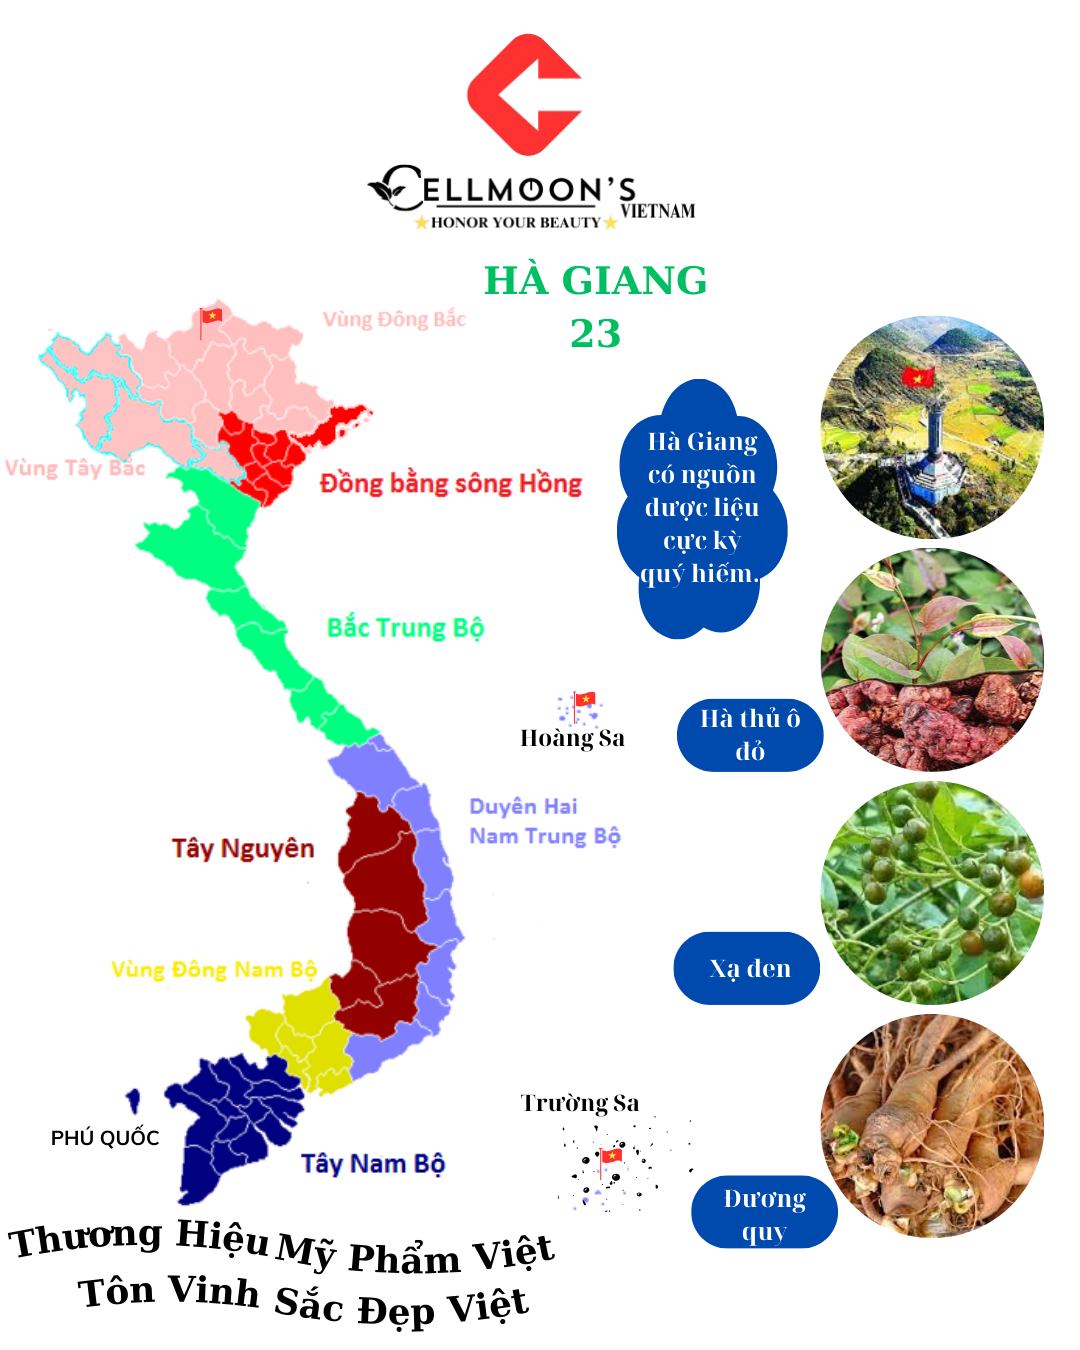 CELLMOON'S
VIETNAM
HONOR YOUR BEAUTY
HÀ GIANG
23
Vùng Đông Bắc
Vùng Tây Bắc
Đồng bằng sông Hồng
Hà Giang
có nguồn
dược liệu
cực kỳ
quý hiếm.
Bắc Trung Bộ
Hoàng Sa
Hà thủ ô
đỏ
Duyên Hai
Nam Trung Bộ
Tây Nguyên
Vùng Đông Nam Bộ
Xạ đen
Trường Sa
PHÚ QUỐC
Tây Nam Bộ
Đương
quy
Thương Hiệu Mỹ Phẩm Việt
Tôn Vinh Sắc Đẹp Việt